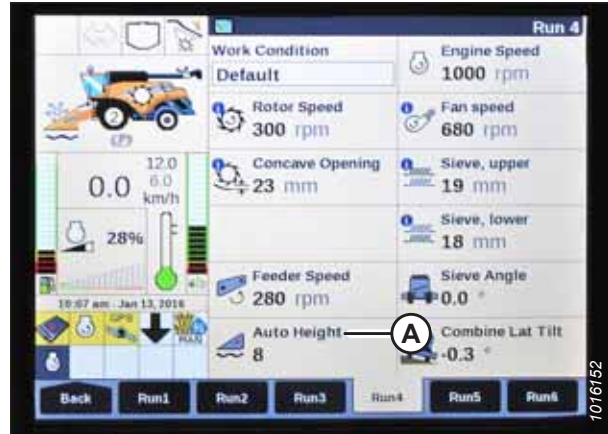 Run 4
Work Condition
Default
Engine Speed
1000 rpm
Rotor Speed
300 rpm
Fan speed
680 rpm
Concave Opening
23 mm
Sieve, upper
19 mm
Sieve, lower
18 mm
Feeder Speed
280 rpm
Sieve Angle
0.0 °
Auto Height
8
A
Combine Lat Tilt
-0.3 °
2
(P)
12.0
6.0
0.0 km/h
28%
10:07 am Jan 13, 2016
GPS
Back Run1 Run2 Run3 Run4 Run5 Run6
1016152